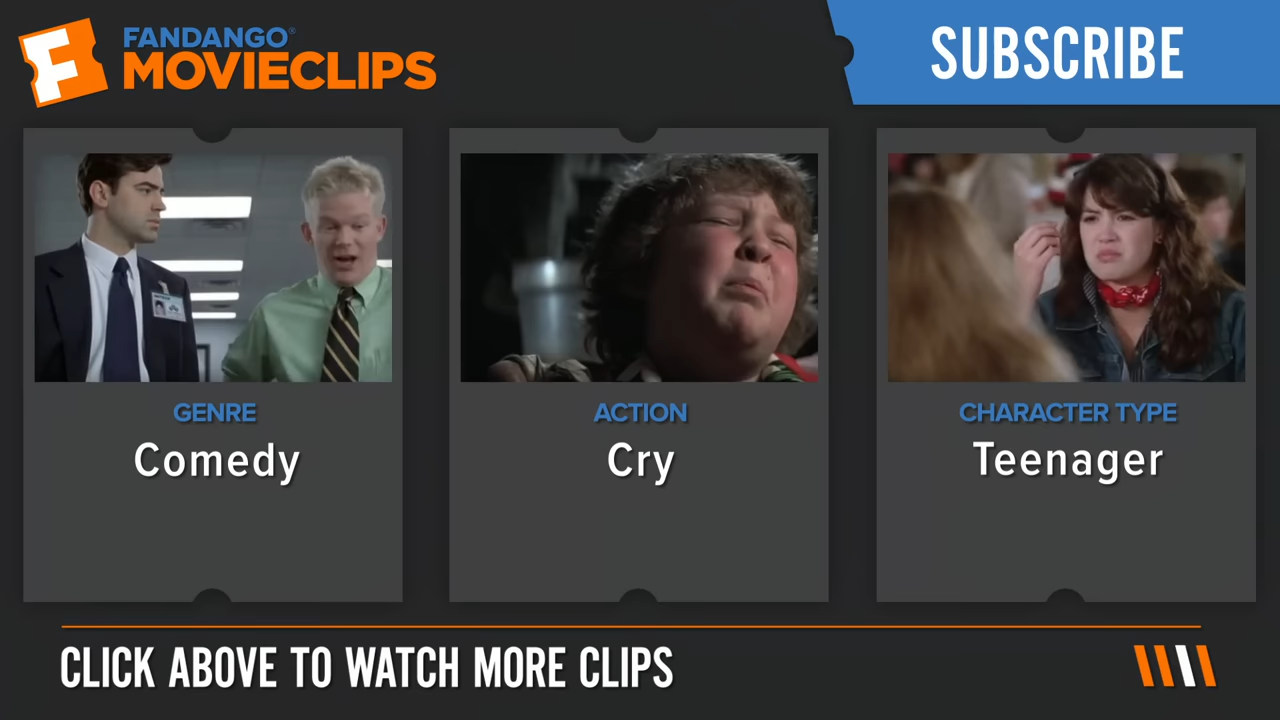 FANDANGO®
MOVIECLIPS
SUBSCRIBE
GENRE
Comedy
ACTION
Cry
CHARACTER TYPE
Teenager
CLICK ABOVE TO WATCH MORE CLIPS